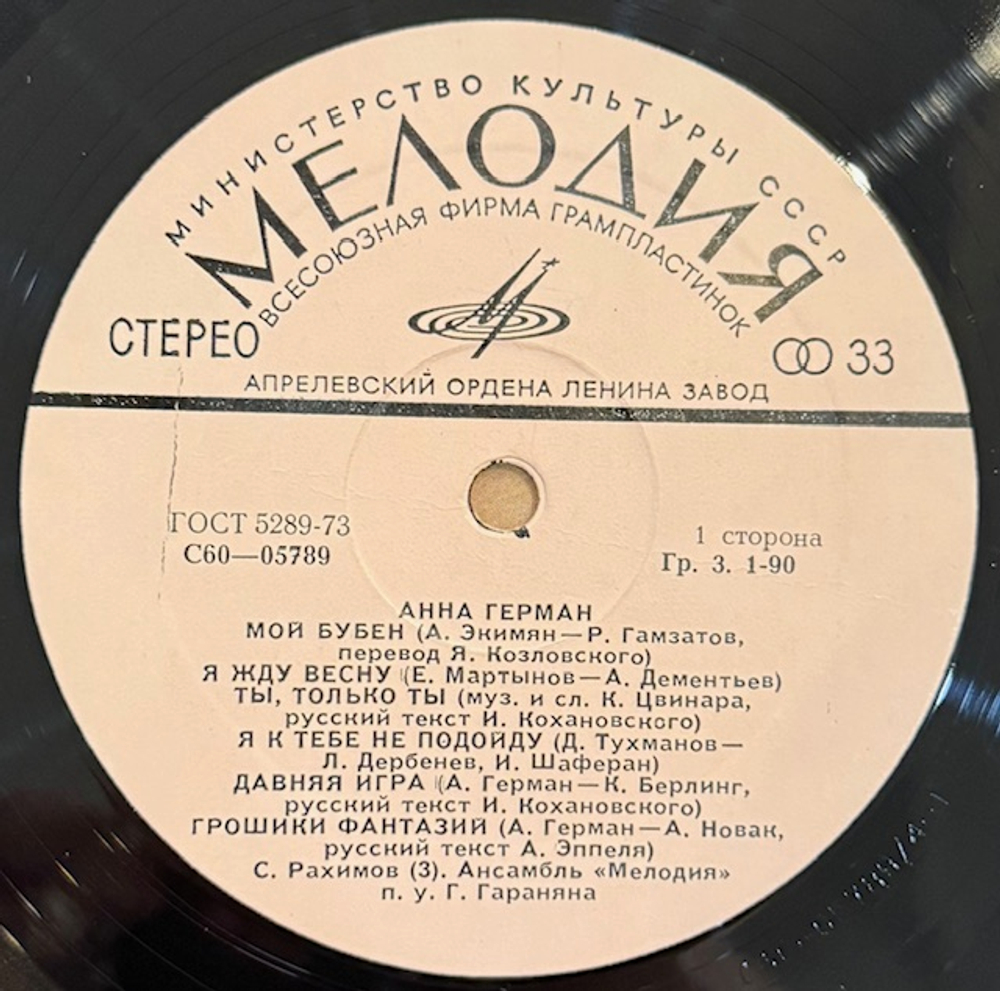 МИНИСТЕРСТВО КУЛЬТУРЫ СССР
МЕЛОДИЯ
ВСЕСОЮЗНАЯ ФИРМА ГРАМПЛАСТИНОК
СТЕРЕО
33
АПРЕЛЕВСКИЙ ОРДЕНА ЛЕНИНА ЗАВОД
ГОСТ 5289-73
С60—05789
1 сторона
Гр. 3. 1-90
АННА ГЕРМАН
МОЙ БУБЕН (А. Экимян—Р. Гамзатов,
перевод Я. Козловского)
Я ЖДУ ВЕСНУ (Е. Мартынов—А. Дементьев)
ТЫ, ТОЛЬКО ТЫ (муз. и сл. К. Цвинара,
русский текст И. Кохановского)
Я К ТЕБЕ НЕ ПОДОЙДУ (Д. Тухманов—
Л. Дербенев, И. Шаферан)
ДАВНЯЯ ИГРА (А. Герман—К. Берлинг,
русский текст И. Кохановского)
ГРОШИКИ ФАНТАЗИЙ (А. Герман—А. Новак,
русский текст А. Эппеля)
С. Рахимов (3). Ансамбль «Мелодия»
п. у. Г. Гараняна